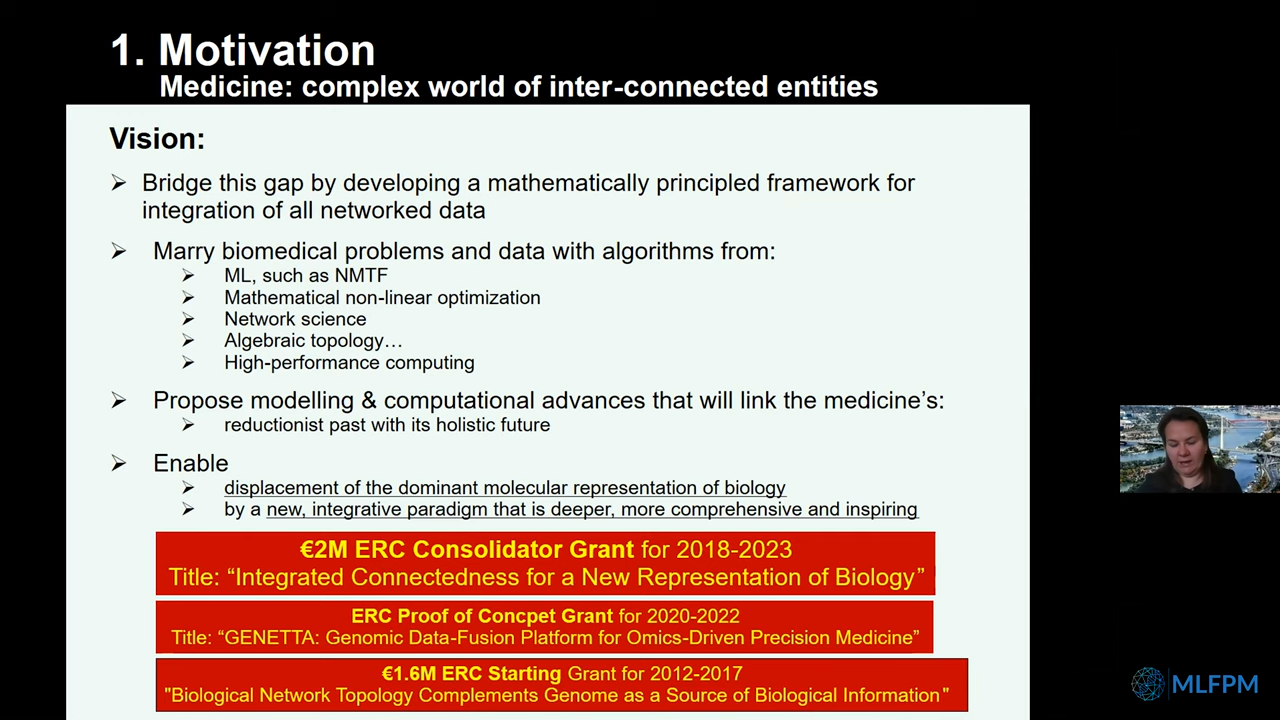 1. Motivation
Medicine: complex world of inter-connected entities
Vision:
Bridge this gap by developing a mathematically principled framework for
integration of all networked data
Marry biomedical problems and data with algorithms from:
ML, such as NMTF
Mathematical non-linear optimization
Network science
Algebraic topology…
High-performance computing
Propose modelling & computational advances that will link the medicine's:
reductionist past with its holistic future
Enable
displacement of the dominant molecular representation of biology
by a new, integrative paradigm that is deeper, more comprehensive and inspiring
€2M ERC Consolidator Grant for 2018-2023
Title: “Integrated Connectedness for a New Representation of Biology”
ERC Proof of Concpet Grant for 2020-2022
Title: “GENETTA: Genomic Data-Fusion Platform for Omics-Driven Precision Medicine”
€1.6M ERC Starting Grant for 2012-2017
"Biological Network Topology Complements Genome as a Source of Biological Information"
MLFPM